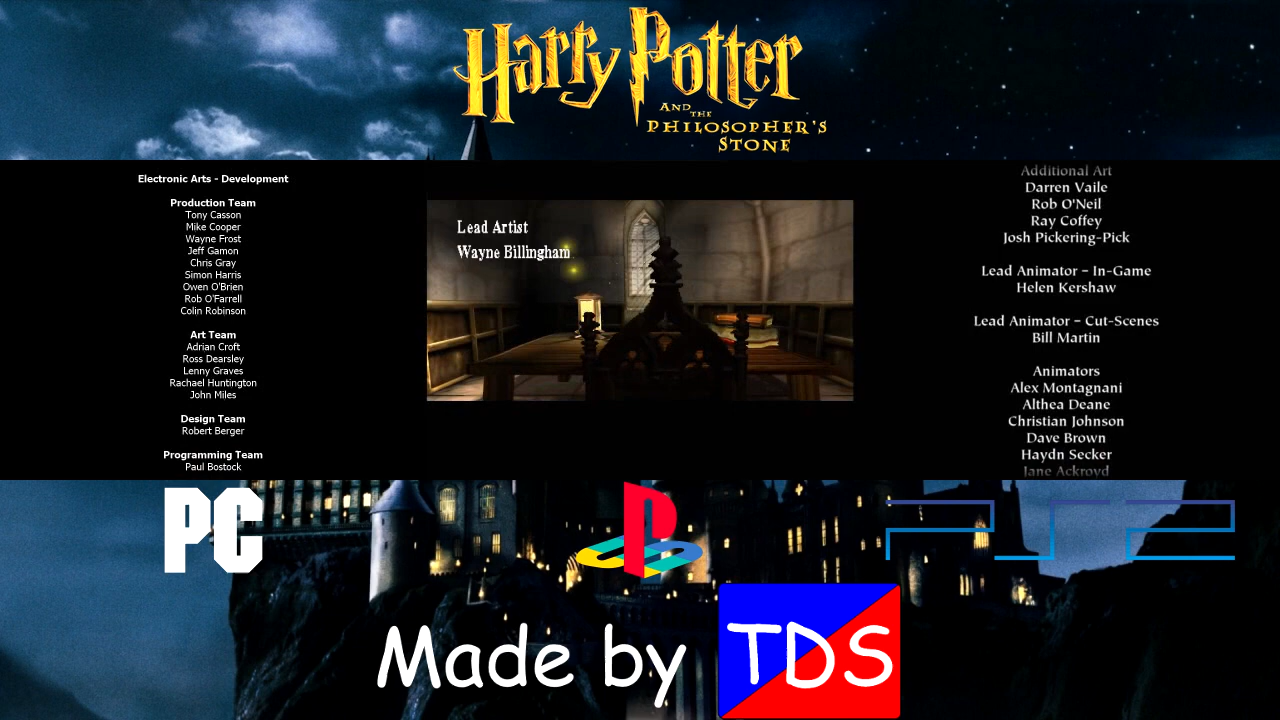 Harry Potter
AND THE
PHILOSOPHER'S
STONE
Electronic Arts - Development
Production Team
Tony Casson
Mike Cooper
Wayne Frost
Jeff Gamon
Chris Gray
Simon Harris
Owen O'Brien
Rob O'Farrell
Colin Robinson
Art Team
Adrian Croft
Ross Dearsley
Lenny Graves
Rachael Huntington
John Miles
Design Team
Robert Berger
Programming Team
Paul Bostock
Lead Artist
Wayne Billingham
Additional Art
Darren Vaile
Rob O'Neil
Ray Coffey
Josh Pickering-Pick
Lead Animator – In-Game
Helen Kershaw
Lead Animator – Cut-Scenes
Bill Martin
Animators
Alex Montagnani
Althea Deane
Christian Johnson
Dave Brown
Haydn Secker
Jane Ackroyd
PC
PS
PS2
Made by TDS